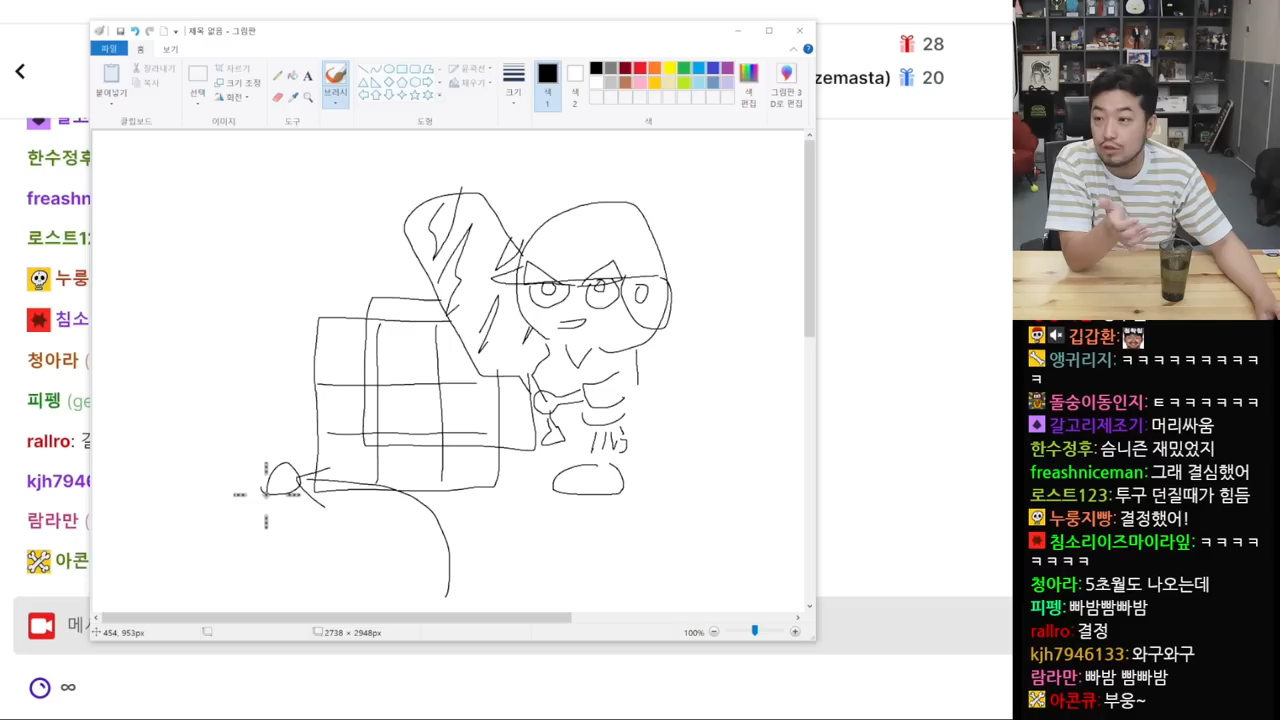 제목 없음 - 그림판
28
zemasta) 20
파일 홈 보기
붙여넣기
잘라내기
복사
선택
자르기
크기 조정
회전
A
브러시
윤곽선
채우기
크기
색
1
색
2
색
편집
그림판 3
D로 편집
클립보드 이미지 도구 도형 색
갈고
한수정후
freashn
로스트12
누룽
침소
청아라 (
피펭 (ge
rallro: 결
kjh7946
람라만 (
아콘
메시
454, 953px
2738 × 2948px
100%
∞
김갑환:
앵귀리지: ㅋㅋㅋㅋㅋㅋㅋㅋㅋ
ㅋ
돌숭이동인지: ㅌㅋㅋㅋㅋㅋㅋ
갈고리제조기: 머리싸움
한수정후: 슴니즌 재밌었지
freashniceman: 그래 결심했어
로스트123: 투구 던질때가 힘듬
누룽지빵: 결정했어!
침소리이즈마이라잎: ㅋㅋㅋㅋ
ㅋㅋㅋㅋ
청아라: 5초월도 나오는데
피펭: 빠밤빰빠밤
rallro: 결정
kjh7946133: 와구와구
람라만: 빠밤 빰빠밤
아콘큐: 부웅~